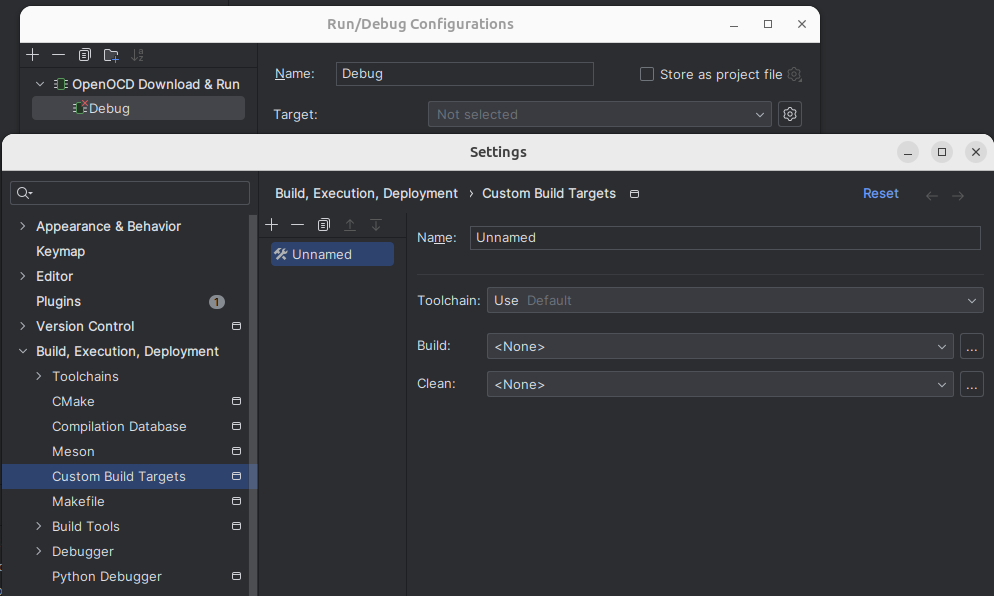 Run/Debug Configurations
OpenOCD Download & Run
Debug
Name: Debug
Store as project file
Target: Not selected
Settings
Appearance & Behavior
Keymap
Editor
Plugins 1
Version Control
Build, Execution, Deployment
Toolchains
CMake
Compilation Database
Meson
Custom Build Targets
Makefile
Build Tools
Debugger
Python Debugger
Build, Execution, Deployment › Custom Build Targets
Reset
Unnamed
Name: Unnamed
Toolchain: Use Default
Build: <None> ...
Clean: <None> ...